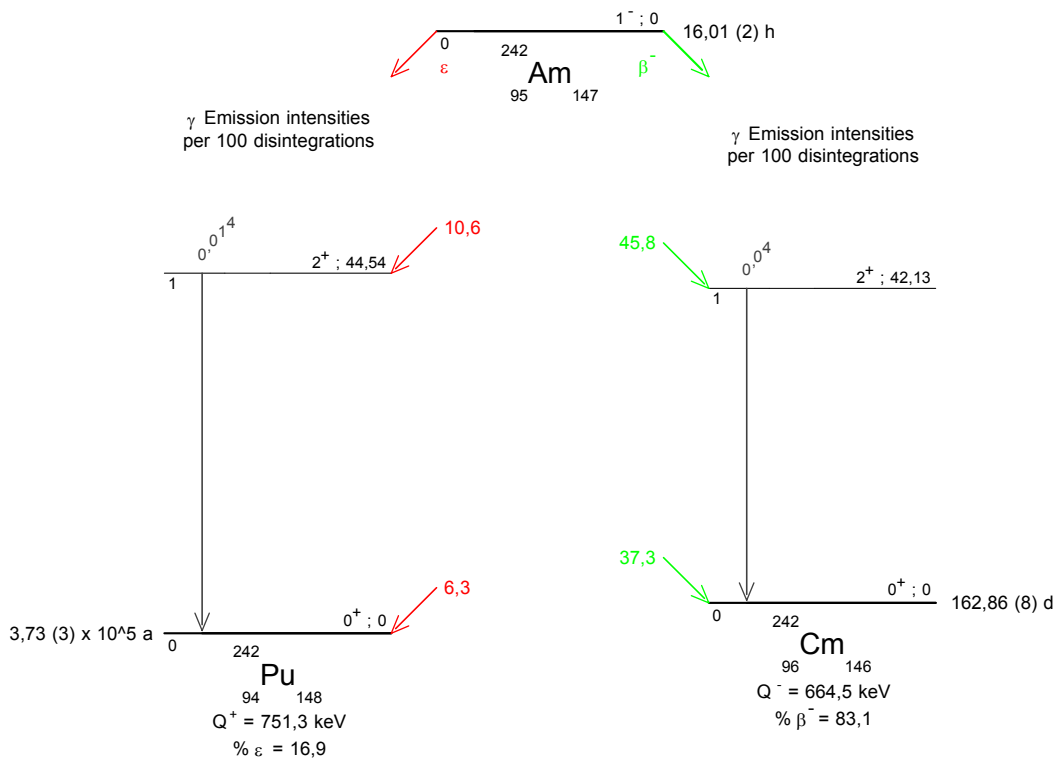 1⁻ ; 0
16,01 (2) h
0
242
ε
Am
β⁻
95
147
γ Emission intensities
per 100 disintegrations
γ Emission intensities
per 100 disintegrations
0,014
10,6
2⁺ ; 44,54
1
45,8
0,04
2⁺ ; 42,13
1
6,3
0⁺ ; 0
3,73 (3) x 10^5 a
0
242
Pu
94
148
Q⁺ = 751,3 keV
% ε = 16,9
37,3
0⁺ ; 0
162,86 (8) d
0
242
Cm
96
146
Q⁻ = 664,5 keV
% β⁻ = 83,1